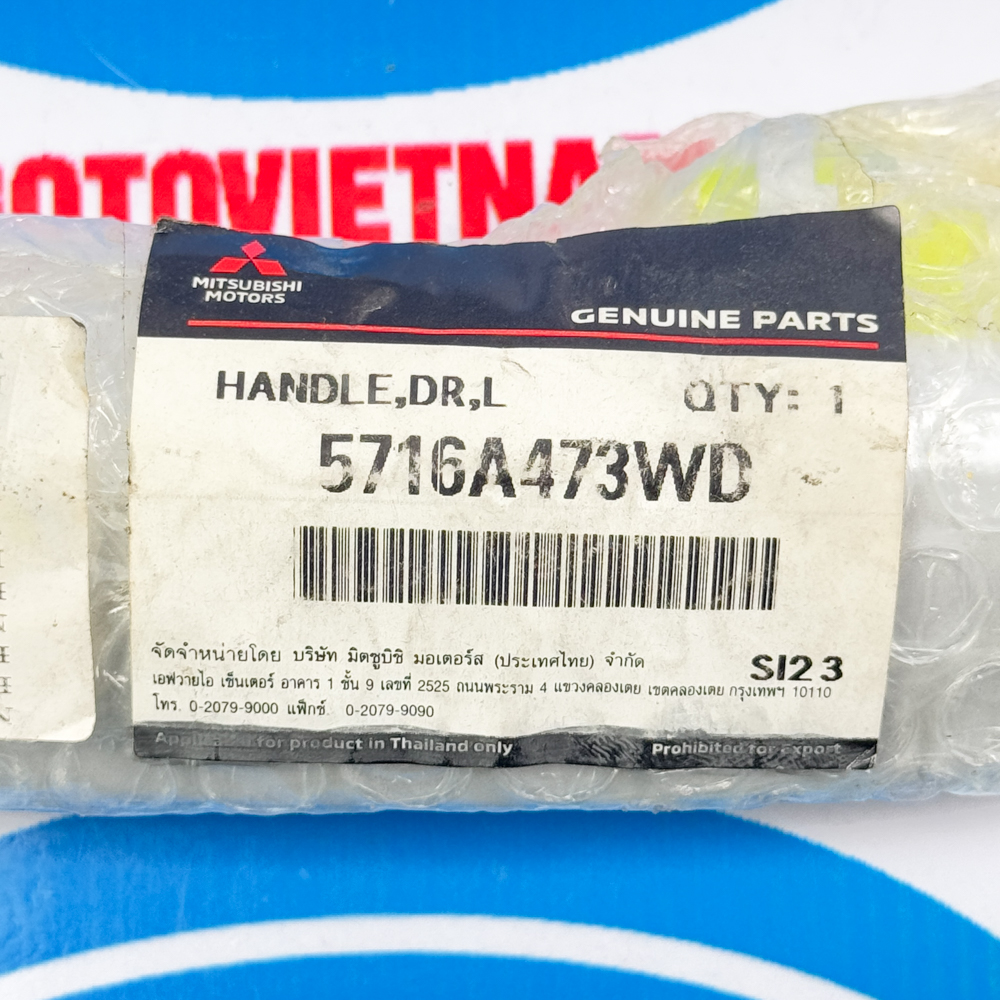 OTOVIETNA
MITSUBISHI
MOTORS
GENUINE PARTS
HANDLE,DR,L QTY: 1
5716A473WD
จัดจำหน่ายโดย บริษัท มิตซูบิชิ มอเตอร์ส (ประเทศไทย) จำกัด
SI23
เอฟวายไอ เซ็นเตอร์ อาคาร 1 ชั้น 9 เลขที่ 2525 ถนนพระราม 4 แขวงคลองเตย เขตคลองเตย กรุงเทพฯ 10110
โทร. 0-2079-9000 แฟ็กซ์. 0-2079-9090
for product in Thailand only Prohibited for export